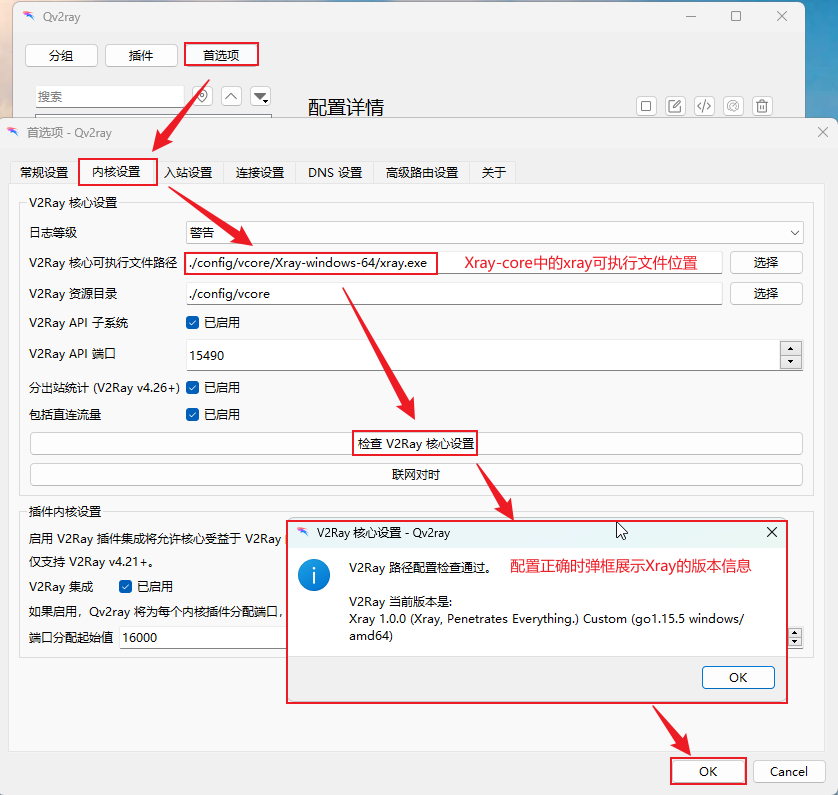 Qv2ray
分组
插件
首选项
搜索
配置详情
首选项 - Qv2ray
常规设置
内核设置
入站设置
连接设置
DNS 设置
高级路由设置
关于
V2Ray 核心设置
日志等级
警告
V2Ray 核心可执行文件路径
./config/vcore/Xray-windows-64/xray.exe
Xray-core中的xray可执行文件位置
选择
V2Ray 资源目录
./config/vcore
选择
V2Ray API 子系统
已启用
V2Ray API 端口
15490
分出站统计 (V2Ray v4.26+)
已启用
包括直连流量
已启用
检查 V2Ray 核心设置
联网对时
插件内核设置
启用 V2Ray 插件集成将允许核心受益于 V2Ray
仅支持 V2Ray v4.21+。
V2Ray 集成
已启用
如果启用，Qv2ray 将为每个内核插件分配端口，
端口分配起始值
16000
V2Ray 核心设置 - Qv2ray
V2Ray 路径配置检查通过。
配置正确时弹框展示Xray的版本信息
V2Ray 当前版本是:
Xray 1.0.0 (Xray, Penetrates Everything.) Custom (go1.15.5 windows/
amd64)
OK
OK
Cancel